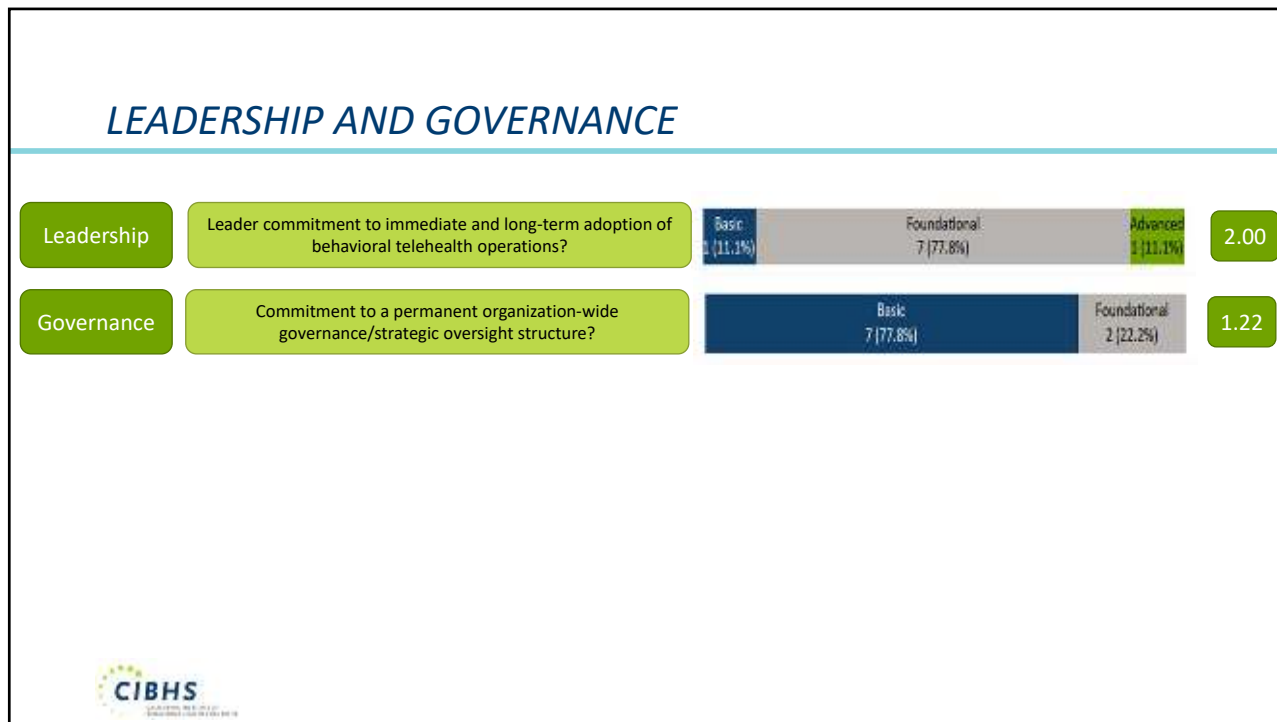 LEADERSHIP AND GOVERNANCE
Leadership
Leader commitment to immediate and long-term adoption of
behavioral telehealth operations?
Basic
1 (11.1%)
Foundational
7 (77.8%)
Advanced
1 (11.1%)
2.00
Governance
Commitment to a permanent organization-wide
governance/strategic oversight structure?
Basic
7 (77.8%)
Foundational
2 (22.2%)
1.22
CIBHS